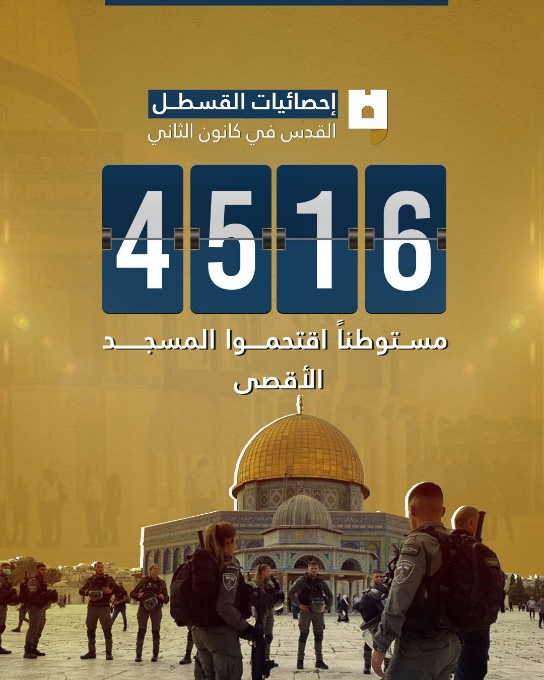 إحصائيات القسطل
القدس في كانون الثاني
4516
مستوطناً اقتحموا المسجد
الأقصى